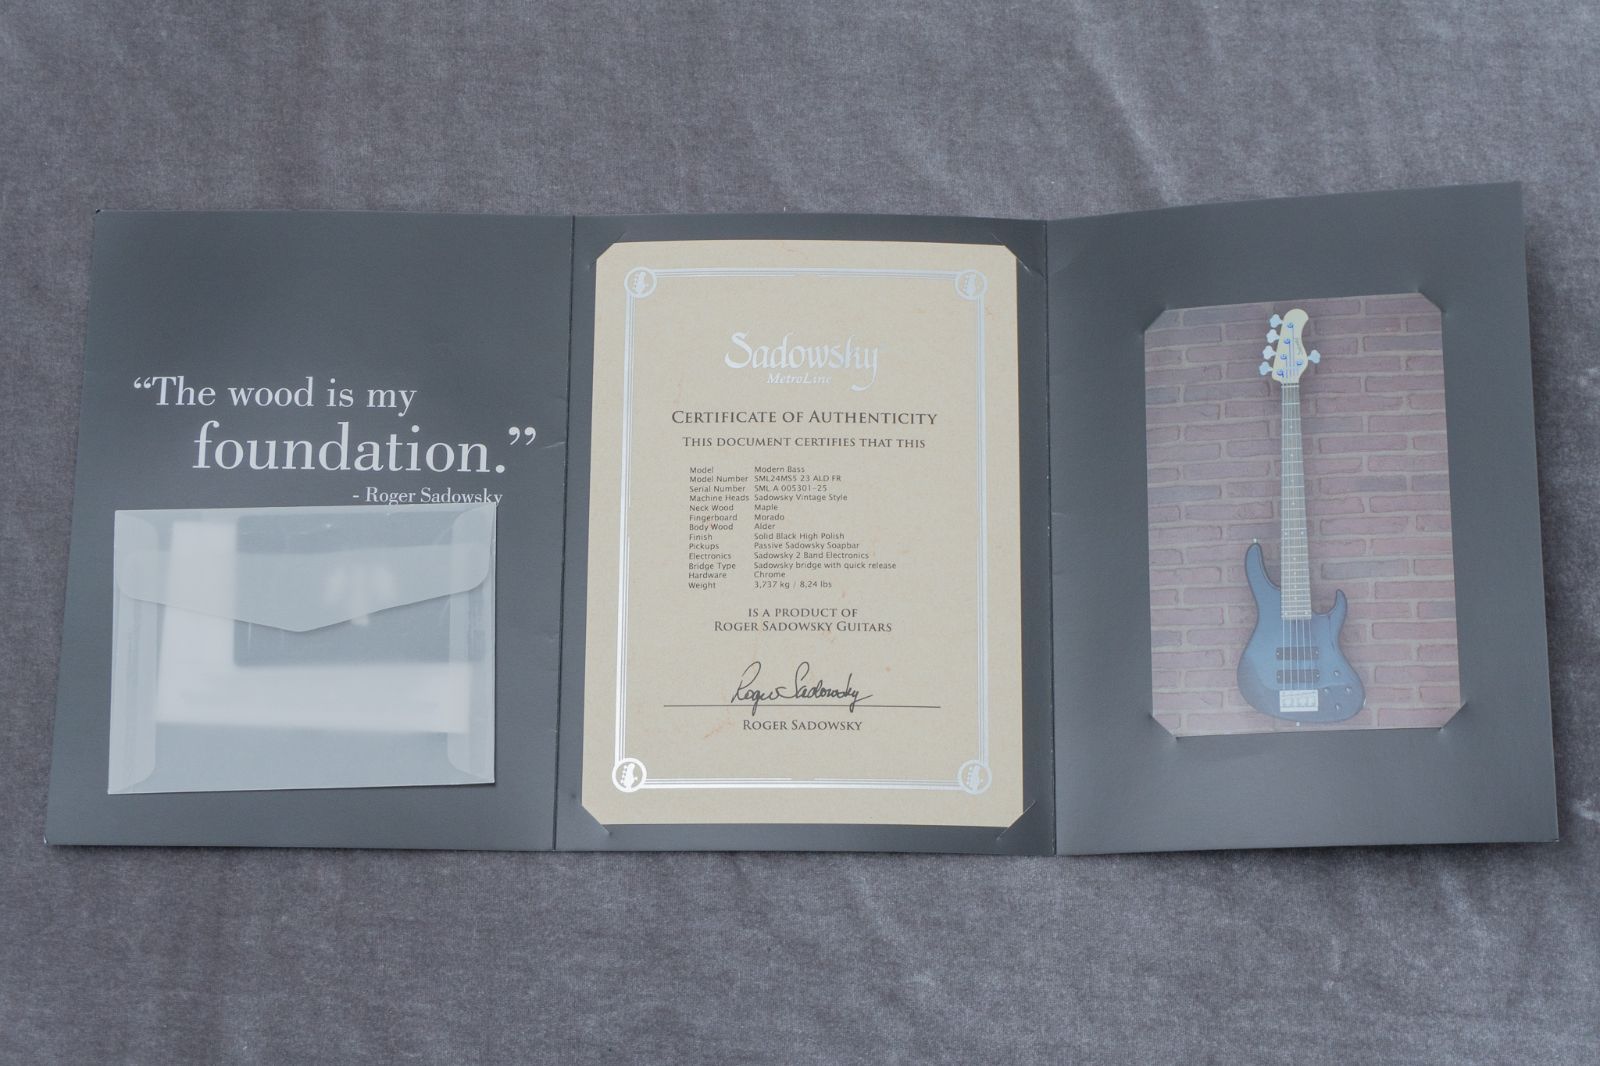 “The wood is my
foundation.”
- Roger Sadowsky
Sadowsky
MetroLine
CERTIFICATE OF AUTHENTICITY
THIS DOCUMENT CERTIFIES THAT THIS
Model Modern Bass
Model Number SML24MS5 23 ALD FR
Serial Number SML A 005301-25
Machine Heads Sadowsky Vintage Style
Neck Wood Maple
Fingerboard Morado
Body Wood Alder
Finish Solid Black High Polish
Pickups Passive Sadowsky Soapbar
Electronics Sadowsky 2 Band Electronics
Bridge Type Sadowsky bridge with quick release
Hardware Chrome
Weight 3,737 kg / 8,24 lbs
IS A PRODUCT OF
ROGER SADOWSKY GUITARS
Roger Sadowsky
ROGER SADOWSKY